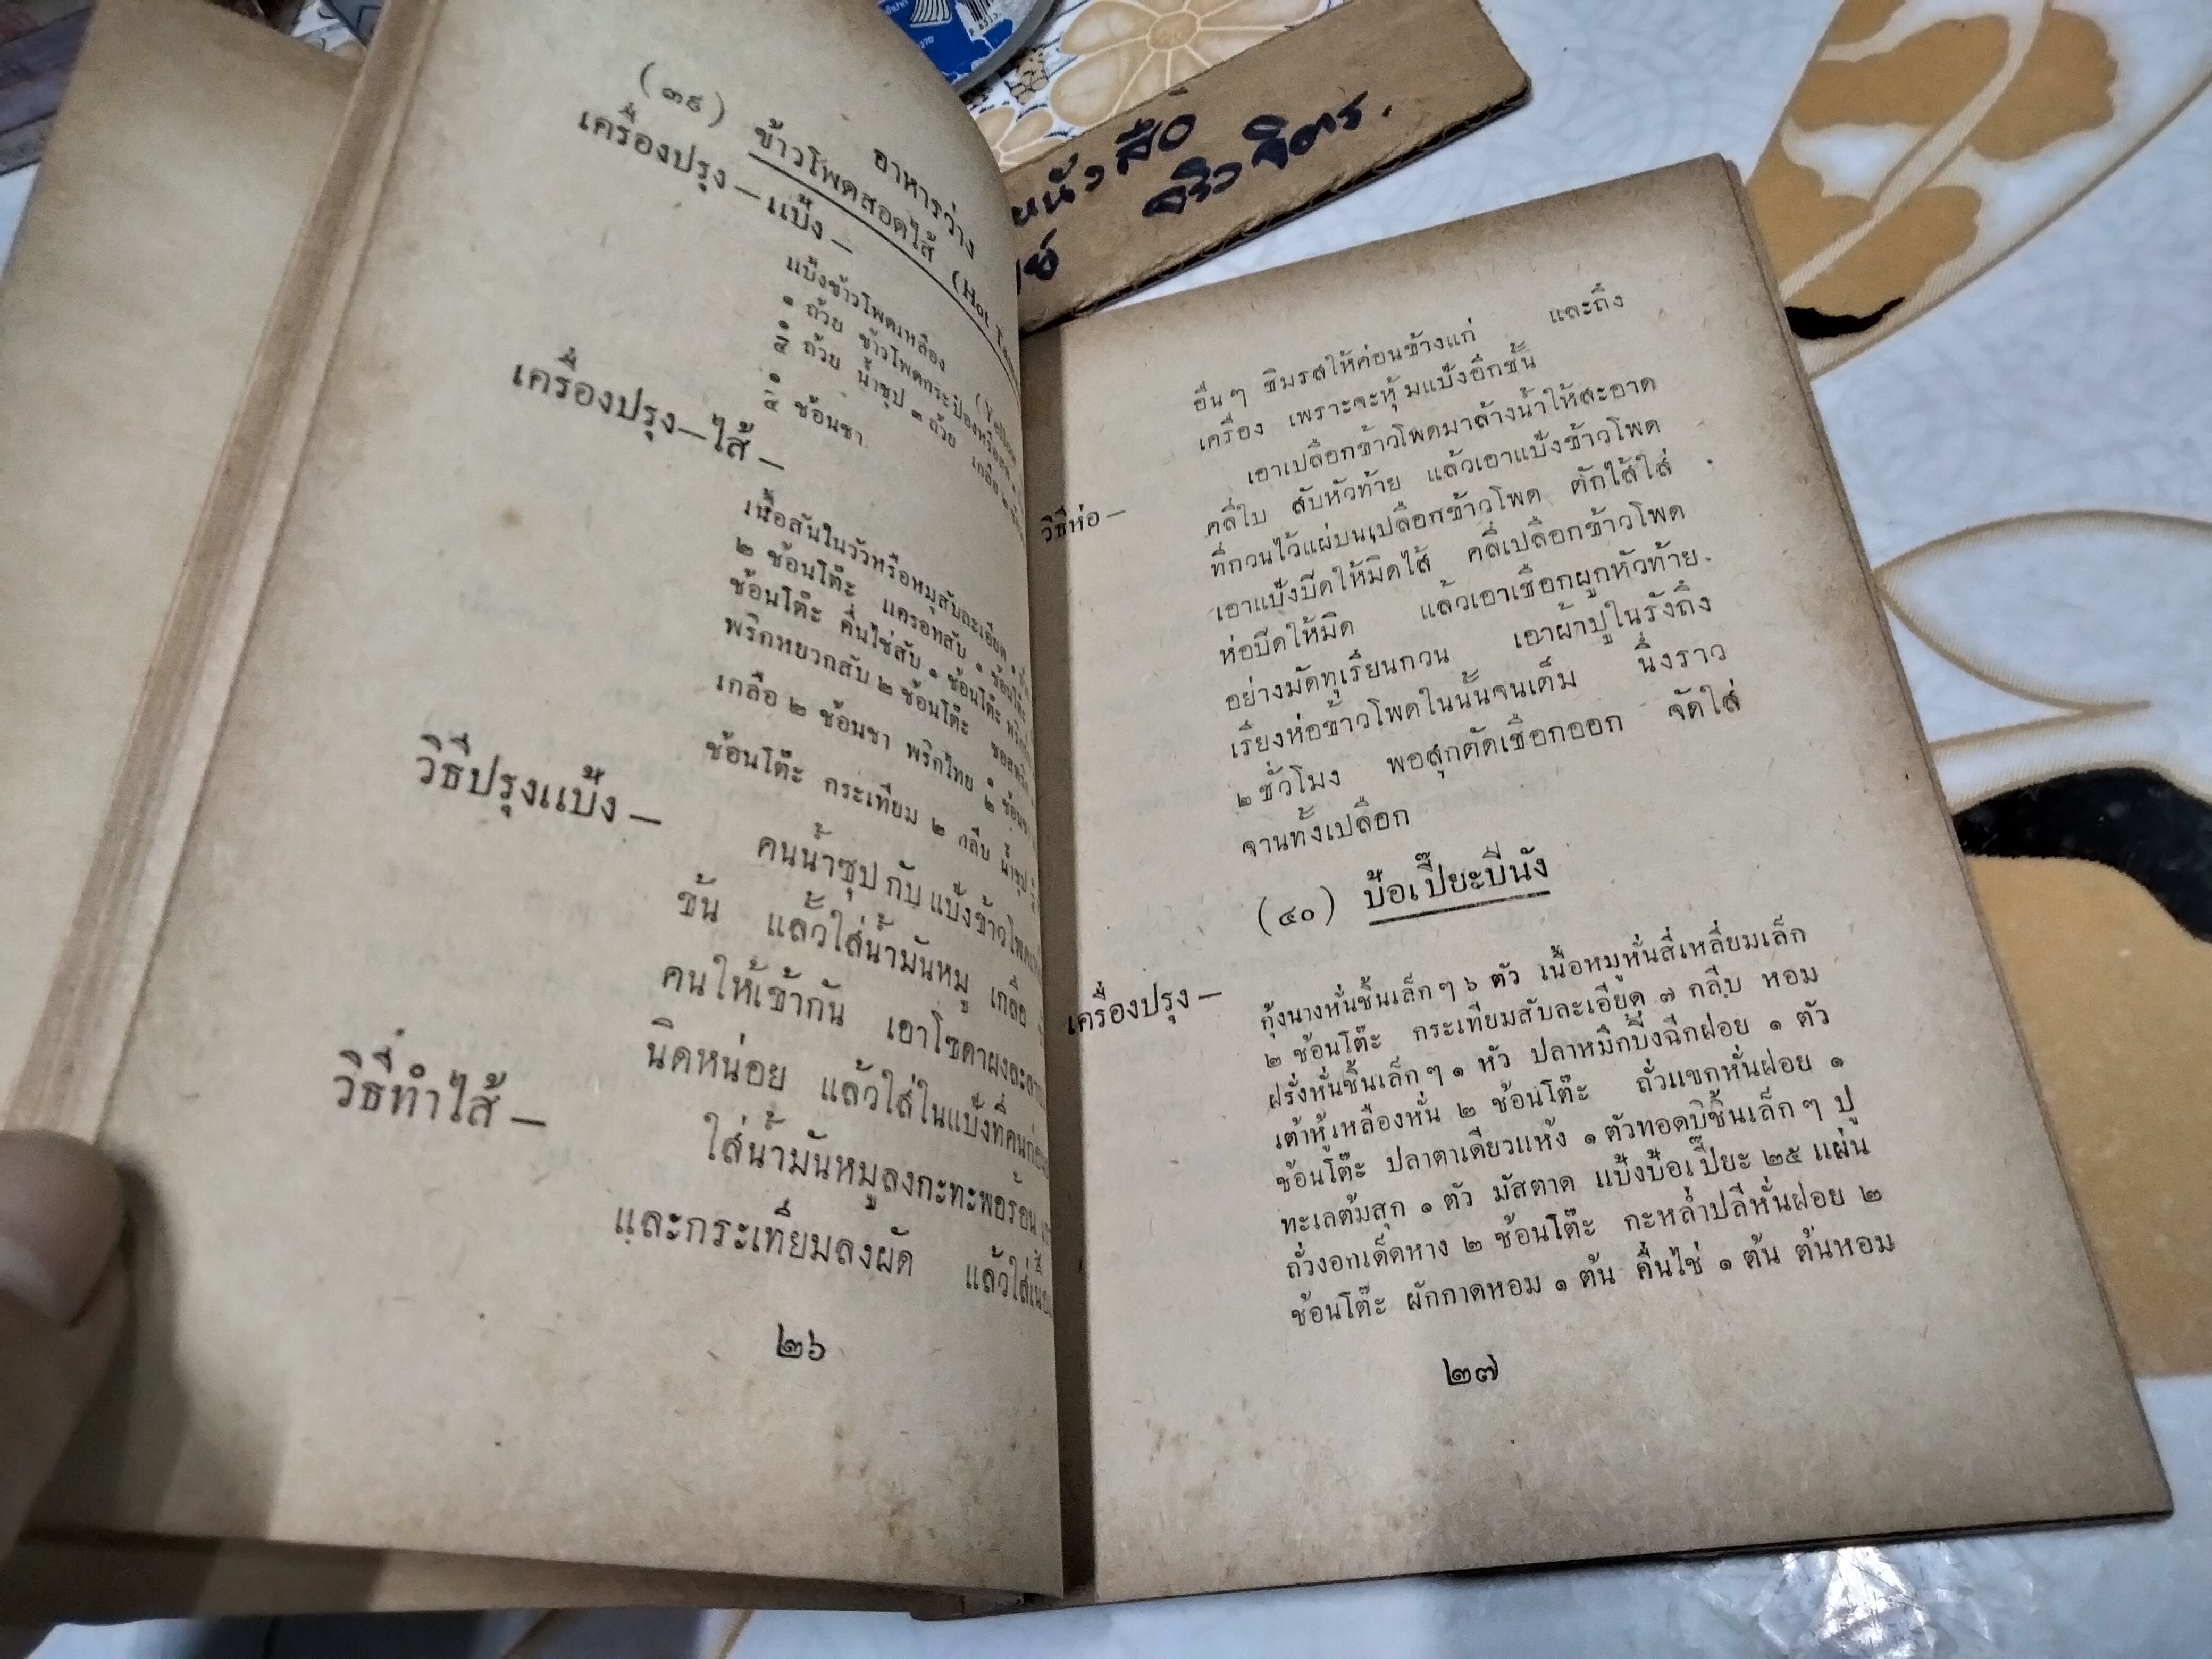 อาหารว่าง
(๓๙) ข้าวโพดสอดไส้ (Hot
เครื่องปรุง – แป้ง –
แป้งข้าวโพดเหลือง (Yellow
๑ ถ้วย ข้าวโพดกระป๋องหรือสด
ถ้วย น้ำซุป ๓ ถ้วย เกลือ
ช้อนชา
เครื่องปรุง – ไส้ –
เนื้อสันในวัวหรือหมูสับละเอียด
๒ ช้อนโต๊ะ แครอทสับ ๑ ช้อนโต๊ะ
ช้อนโต๊ะ คื่นไช่สับ ๑ ช้อนโต๊ะ
พริกหยวกสับ ๒ ช้อนโต๊ะ
เกลือ ๒ ช้อนชา พริกไทย ๑/๒ ช้อนชา
ช้อนโต๊ะ กระเทียม ๒ กลีบ น้ำซุป
วิธีปรุงแป้ง –
คนน้ำซุป กับ แป้งข้าวโพด
ข้น แล้วใส่น้ำมันหมู เกลือ
คนให้เข้ากัน เอาโซดาผงละลาย
นิดหน่อย แล้วใส่ในแป้งที่คน
วิธีทำไส้ –
ใส่น้ำมันหมูลงกะทะพอร้อน
และกระเทียมลงผัด แล้วใส่
๒๖
หนังสือ
จริวจิตร.
อื่น ๆ ชิมรสให้ค่อนข้างแก่ และถึง
เครื่อง เพราะจะหุ้มแป้งอีกชั้น
วิธีห่อ –
เอาเปลือกข้าวโพดมาล้างน้ำให้สะอาด
คลี่ใบ สับหัวท้าย แล้วเอาแป้งข้าวโพด
ที่กวนไว้แผ่บนเปลือกข้าวโพด ตักไส้ใส่
เอาแป้งปีดให้มิดไส้ คลี่เปลือกข้าวโพด
ห่อปีดให้มิด แล้วเอาเชือกผูกหัวท้าย
อย่างมัดทุเรียนกวน เอาผ้าปูในรังถึง
เรียงห่อข้าวโพดในนั้นจนเต็ม นึ่งราว
๒ ชั่วโมง พอสุกตัดเชือกออก จัดใส่
จานทั้งเปลือก
(๔๐) ป้อเปี๊ยะปีนัง
เครื่องปรุง –
กุ้งนางหั่นชิ้นเล็ก ๆ ๖ ตัว เนื้อหมูหั่นสี่เหลี่ยมเล็ก
๒ ช้อนโต๊ะ กระเทียมสับละเอียด ๗ กลีบ หอม
ฝรั่งหั่นชิ้นเล็ก ๆ ๑ หัว ปลาหมึกปิ้งฉีกฝอย ๑ ตัว
เต้าหู้เหลืองหั่น ๒ ช้อนโต๊ะ ถั่วแขกหั่นฝอย ๑
ช้อนโต๊ะ ปลาตาเดียวแห้ง ๑ ตัวทอดบิชิ้นเล็ก ๆ ปู
ทะเลต้มสุก ๑ ตัว มัสตาด แป้งป้อเปี๊ยะ ๒๕ แผ่น
ถั่วงอกเด็ดหาง ๒ ช้อนโต๊ะ กะหล่ำปลีหั่นฝอย ๒
ช้อนโต๊ะ ผักกาดหอม ๑ ต้น คื่นไช่ ๑ ต้น ต้นหอม
๒๗